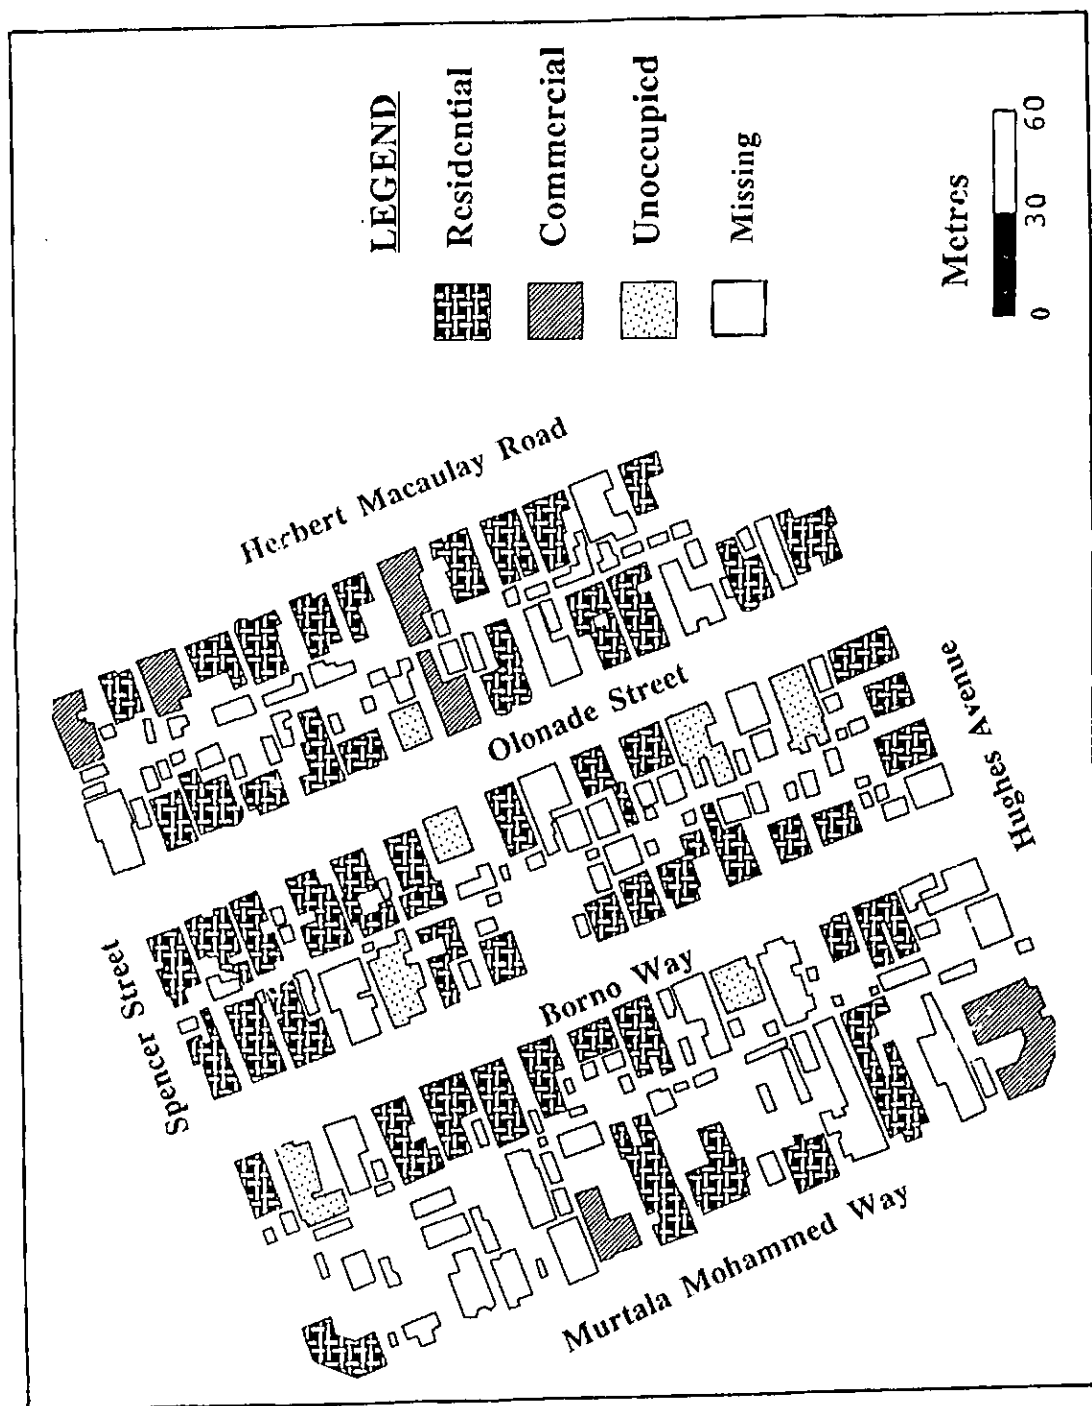 LEGEND
Residential
Commercial
Unoccupied
Missing
Metres
0 30 60
Herbert Macaulay Road
Olonade Street
Spencer Street
Borno Way
Hughes Avenue
Murtala Mohammed Way